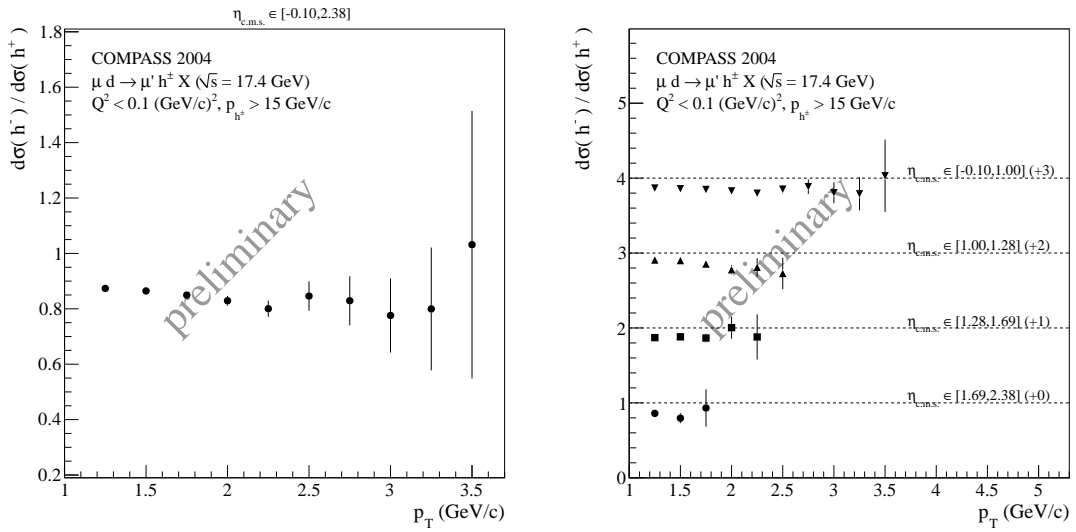 η_c.m.s. ∈ [-0.10,2.38]
dσ( h⁻ ) / dσ( h⁺ )
COMPASS 2004
μ d → μ' h± X (√s = 17.4 GeV)
Q² < 0.1 (GeV/c)², p_h± > 15 GeV/c
preliminary
1.8
1.6
1.4
1.2
1
0.8
0.6
0.4
0.2
1 1.5 2 2.5 3 3.5
p_T (GeV/c)
dσ( h⁻ ) / dσ( h⁺ )
COMPASS 2004
μ d → μ' h± X (√s = 17.4 GeV)
Q² < 0.1 (GeV/c)², p_h± > 15 GeV/c
η_c.m.s. ∈ [-0.10,1.00] (+3)
η_c.m.s. ∈ [1.00,1.28] (+2)
η_c.m.s. ∈ [1.28,1.69] (+1)
η_c.m.s. ∈ [1.69,2.38] (+0)
preliminary
5
4
3
2
1
0
1 1.5 2 2.5 3 3.5 4 4.5 5
p_T (GeV/c)